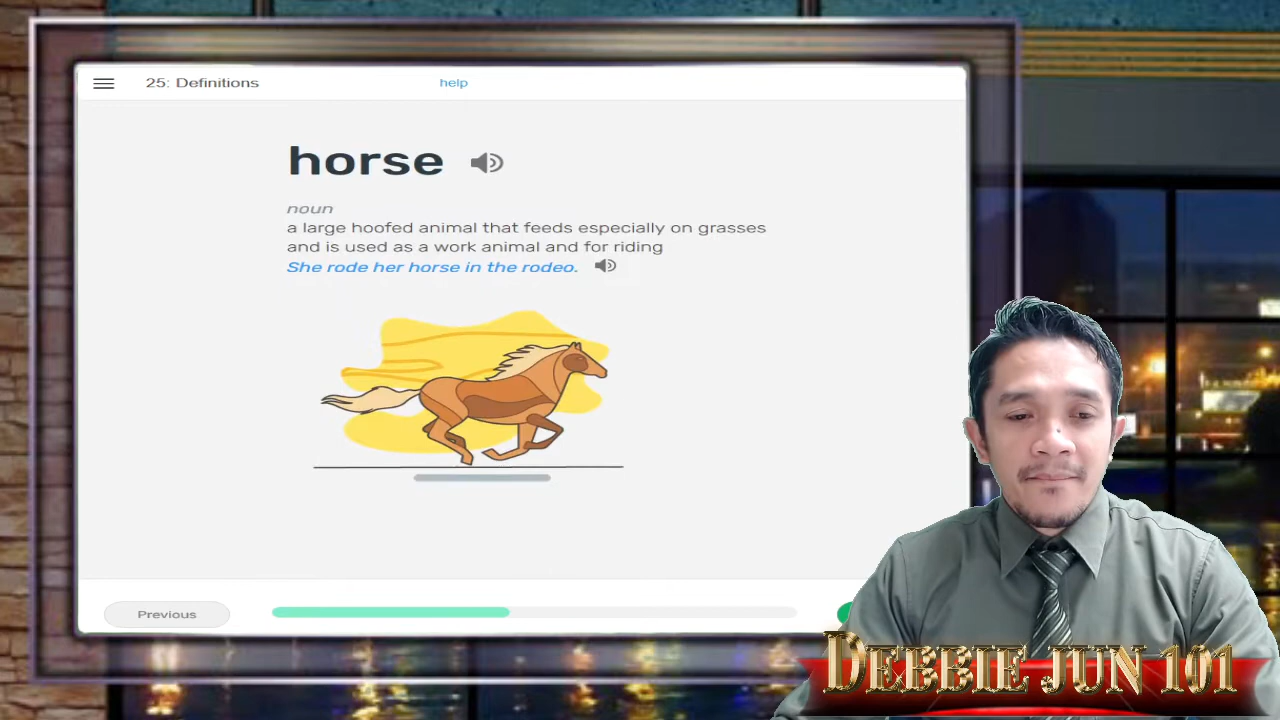 25: Definitions
help
horse
noun
a large hoofed animal that feeds especially on grasses
and is used as a work animal and for riding
She rode her horse in the rodeo.
Previous
DEBBIE JUN 101